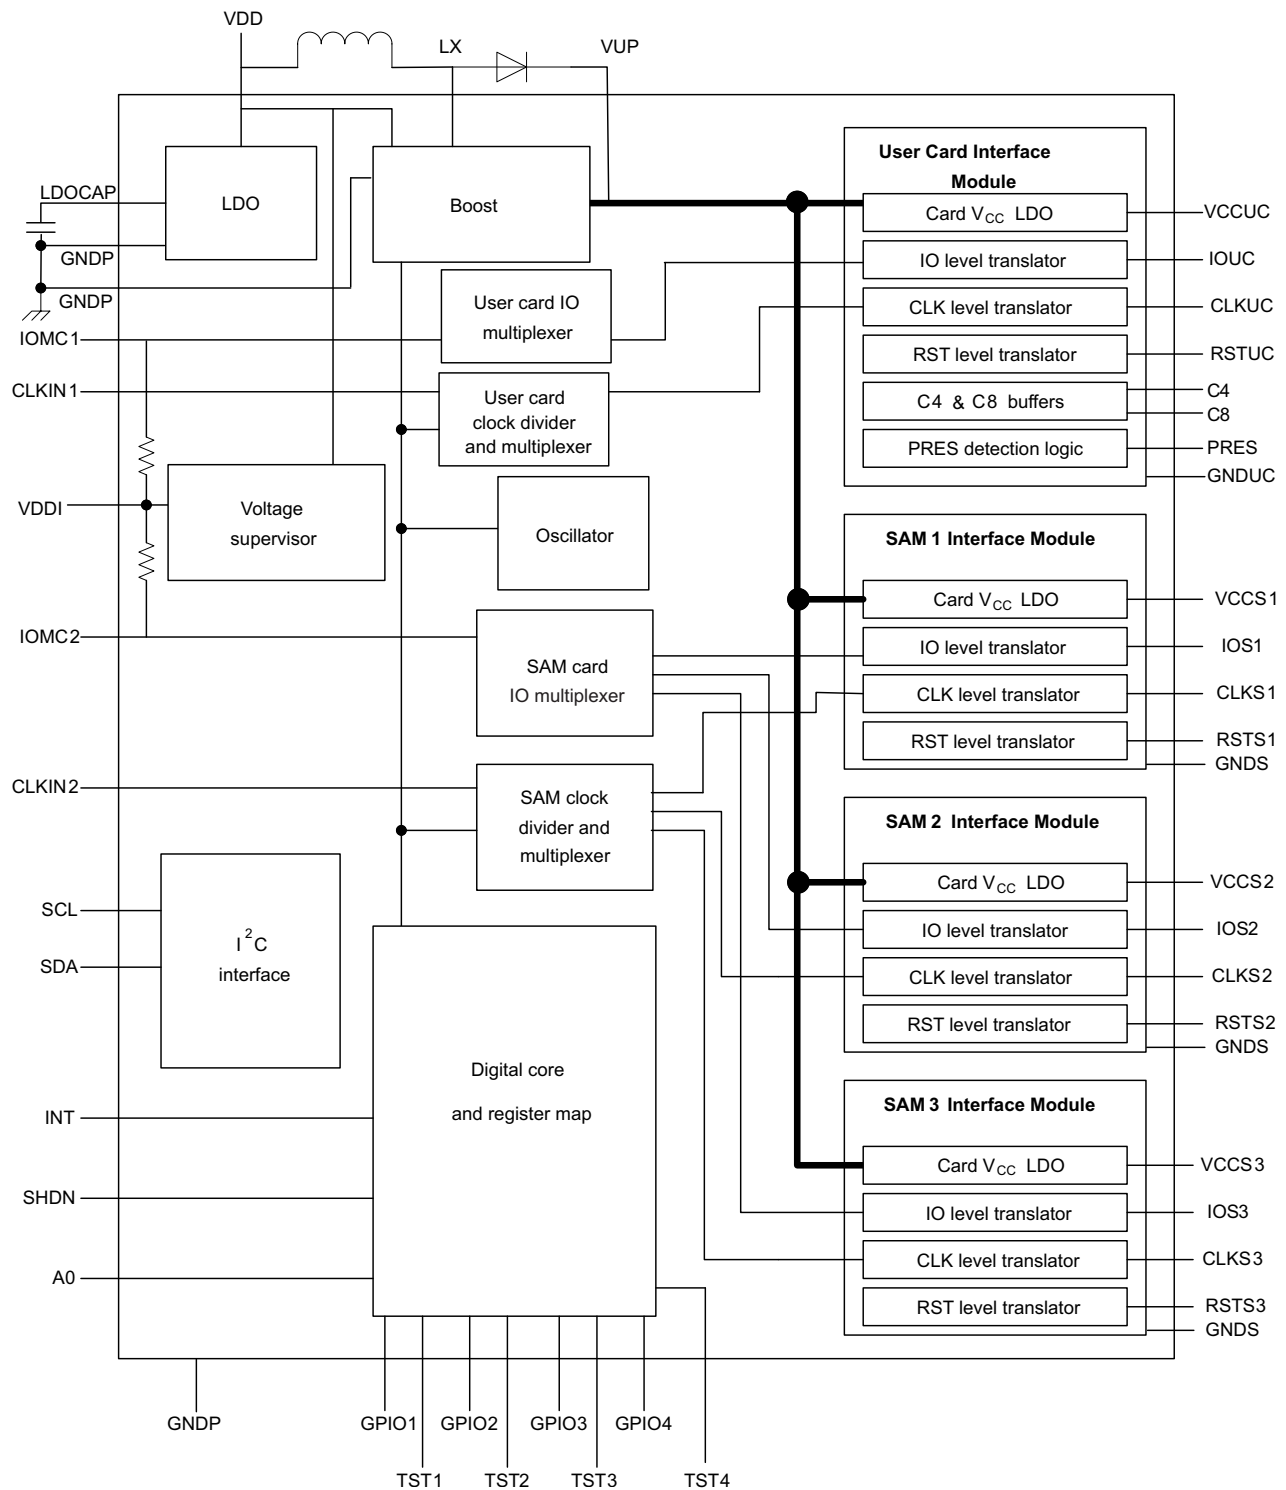 VDD
LX
VUP
LDO
Boost
LDOCAP
GNDP
GNDP
User Card Interface
Module
Card VCC LDO
VCCUC
IO level translator
IOUC
CLK level translator
CLKUC
RST level translator
RSTUC
C4 & C8 buffers
C4
C8
PRES detection logic
PRES
GNDUC
IOMC1
User card IO
multiplexer
CLKIN1
User card
clock divider
and multiplexer
VDDI
Voltage
supervisor
Oscillator
SAM 1 Interface Module
Card VCC LDO
VCCS1
IO level translator
IOS1
CLK level translator
CLKS1
RST level translator
RSTS1
GNDS
IOMC2
SAM card
IO multiplexer
CLKIN2
SAM clock
divider and
multiplexer
SAM 2 Interface Module
Card VCC LDO
VCCS2
IO level translator
IOS2
CLK level translator
CLKS2
RST level translator
RSTS2
GNDS
SCL
SDA
I2C
interface
Digital core
and register map
INT
SHDN
A0
SAM 3 Interface Module
Card VCC LDO
VCCS3
IO level translator
IOS3
CLK level translator
CLKS3
RST level translator
RSTS3
GNDS
GNDP
GPIO1
GPIO2
GPIO3
GPIO4
TST1
TST2
TST3
TST4